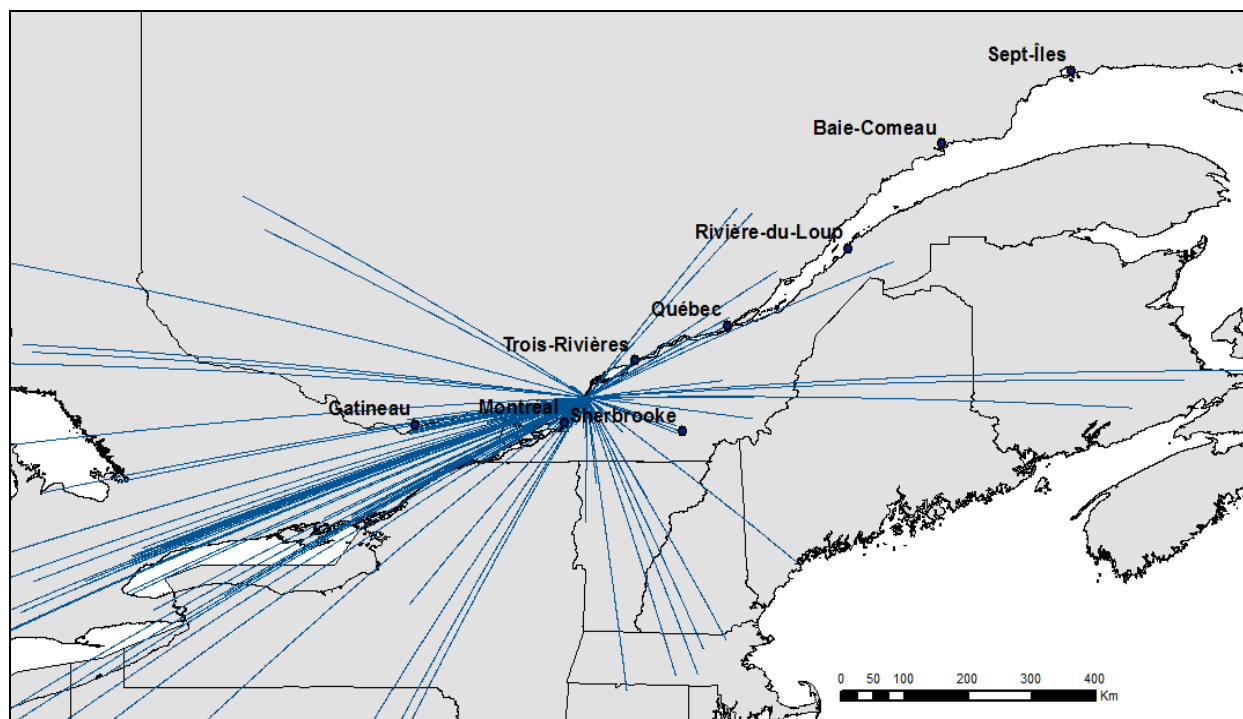 Sept-Îles
Baie-Comeau
Rivière-du-Loup
Québec
Trois-Rivières
Gatineau
Montréal
Sherbrooke
0 50 100 200 300 400
Km